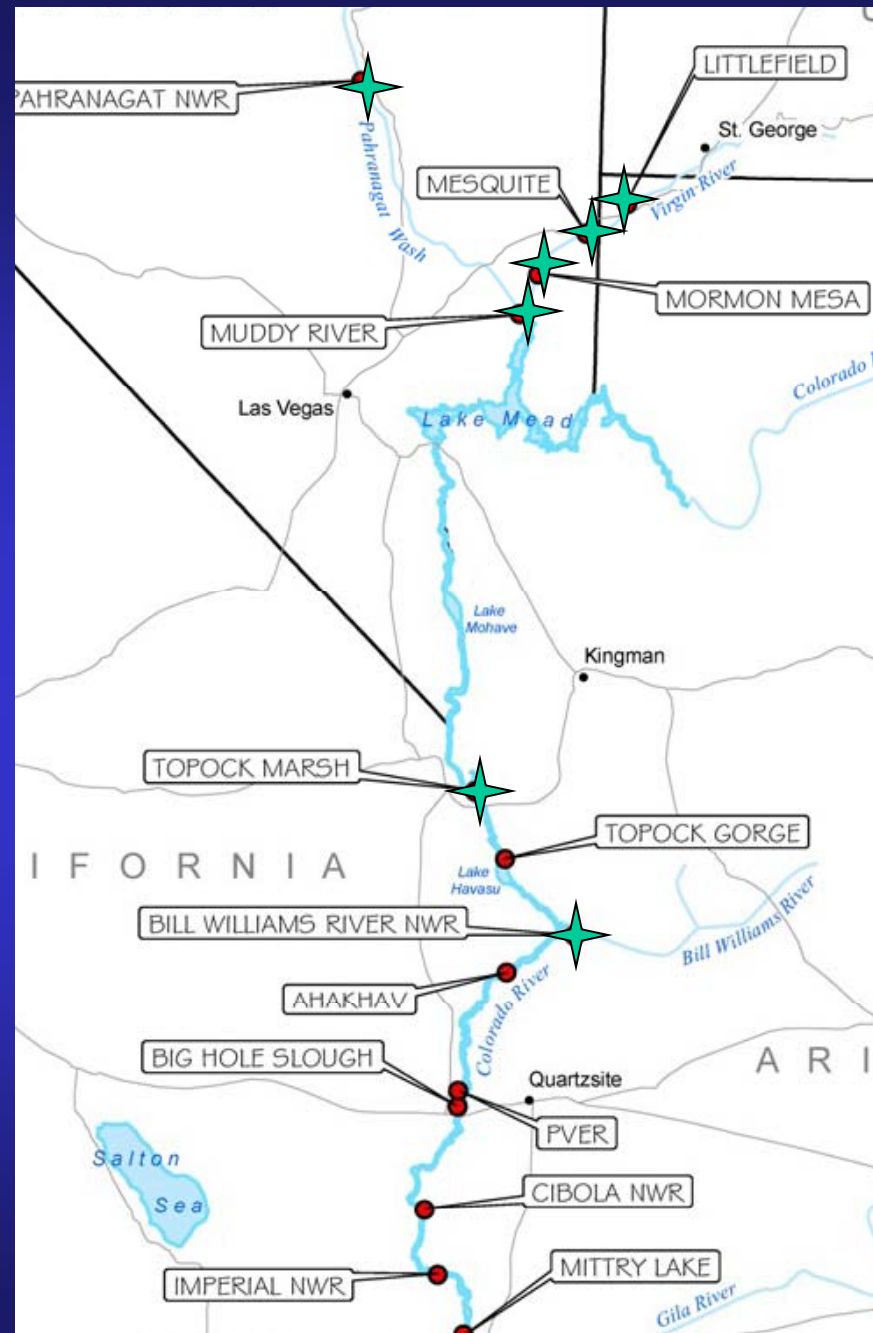 LITTLEFIELD
PAHRANAGAT NWR
St. George
Pahranagat Wash
MESQUITE
Virgin River
MORMON MESA
MUDDY RIVER
Colorado
Las Vegas
Lake Mead
Lake
Mohave
Kingman
TOPOCK MARSH
TOPOCK GORGE
I F O R N I A
Lake
Havasu
BILL WILLIAMS RIVER NWR
Bill Williams River
AHAKHAV
Colorado River
BIG HOLE SLOUGH
A R I
Quartzsite
PVER
Salton
Sea
CIBOLA NWR
IMPERIAL NWR
MITTRY LAKE
Gila River